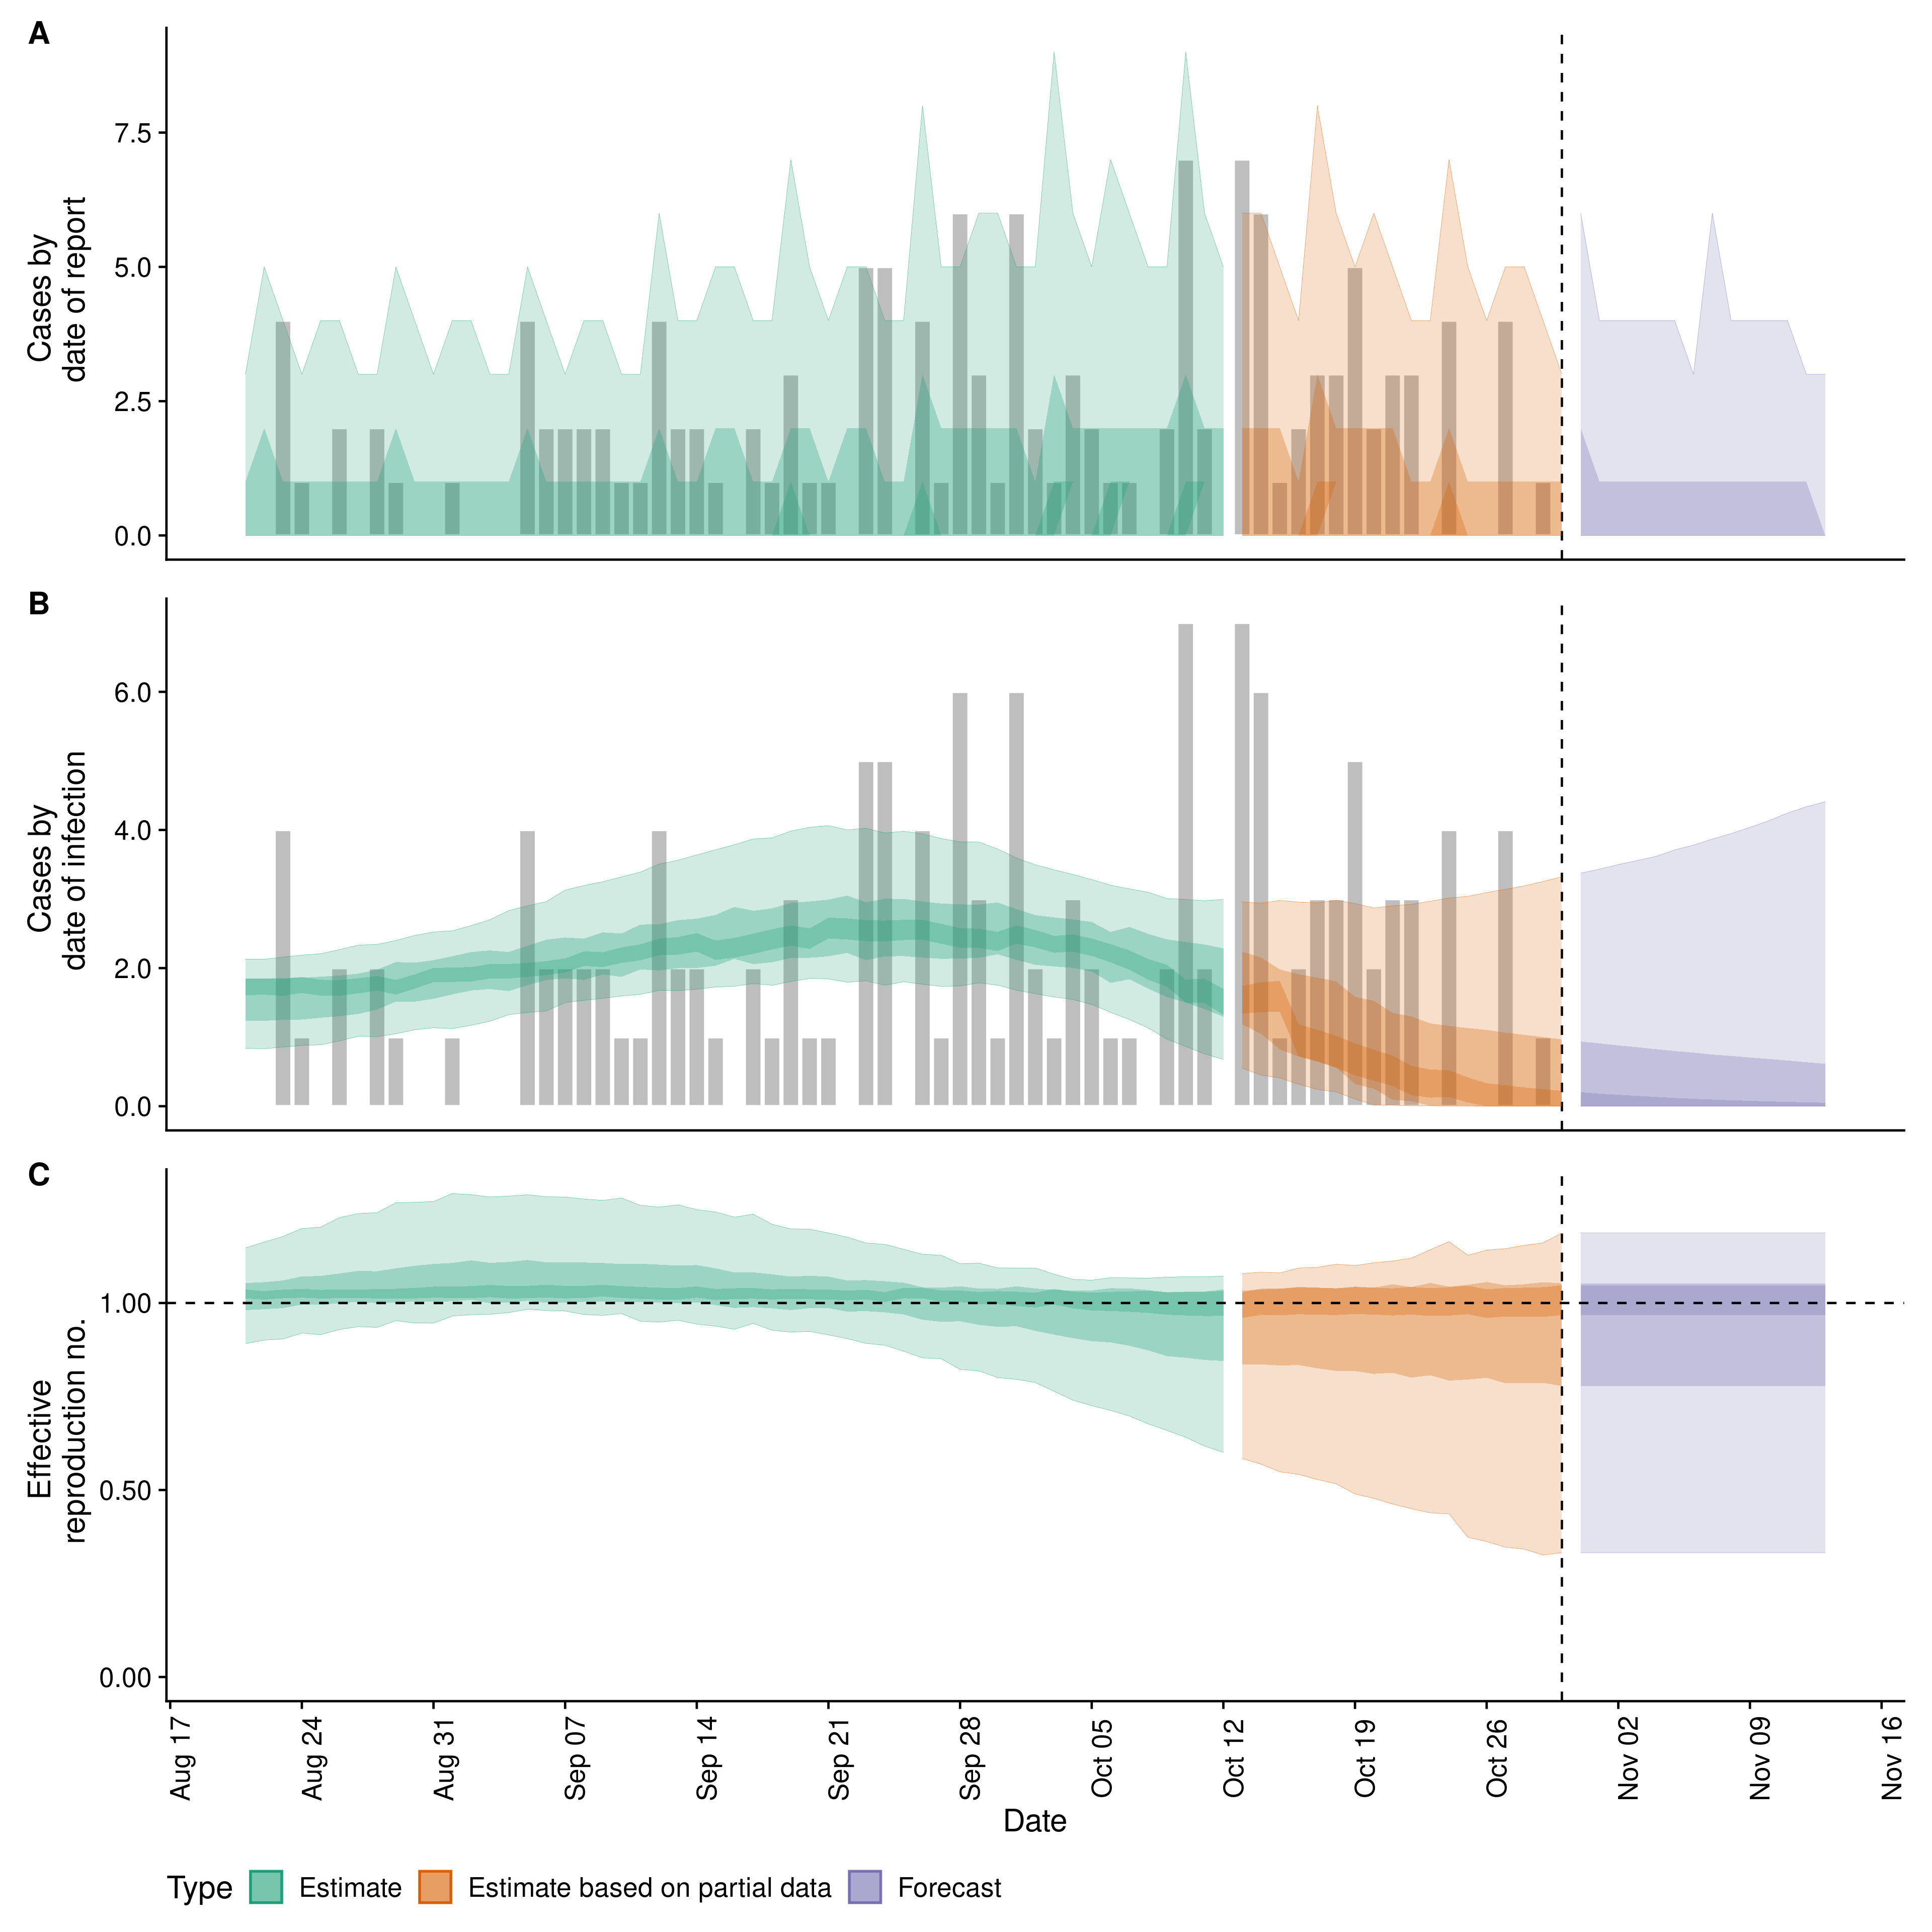 A
Cases by
date of report
7.5
5.0
2.5
0.0
B
Cases by
date of infection
6.0
4.0
2.0
0.0
C
Effective
reproduction no.
1.00
0.50
0.00
Aug 17
Aug 24
Aug 31
Sep 07
Sep 14
Sep 21
Sep 28
Oct 05
Oct 12
Oct 19
Oct 26
Nov 02
Nov 09
Nov 16
Date
Type Estimate Estimate based on partial data Forecast